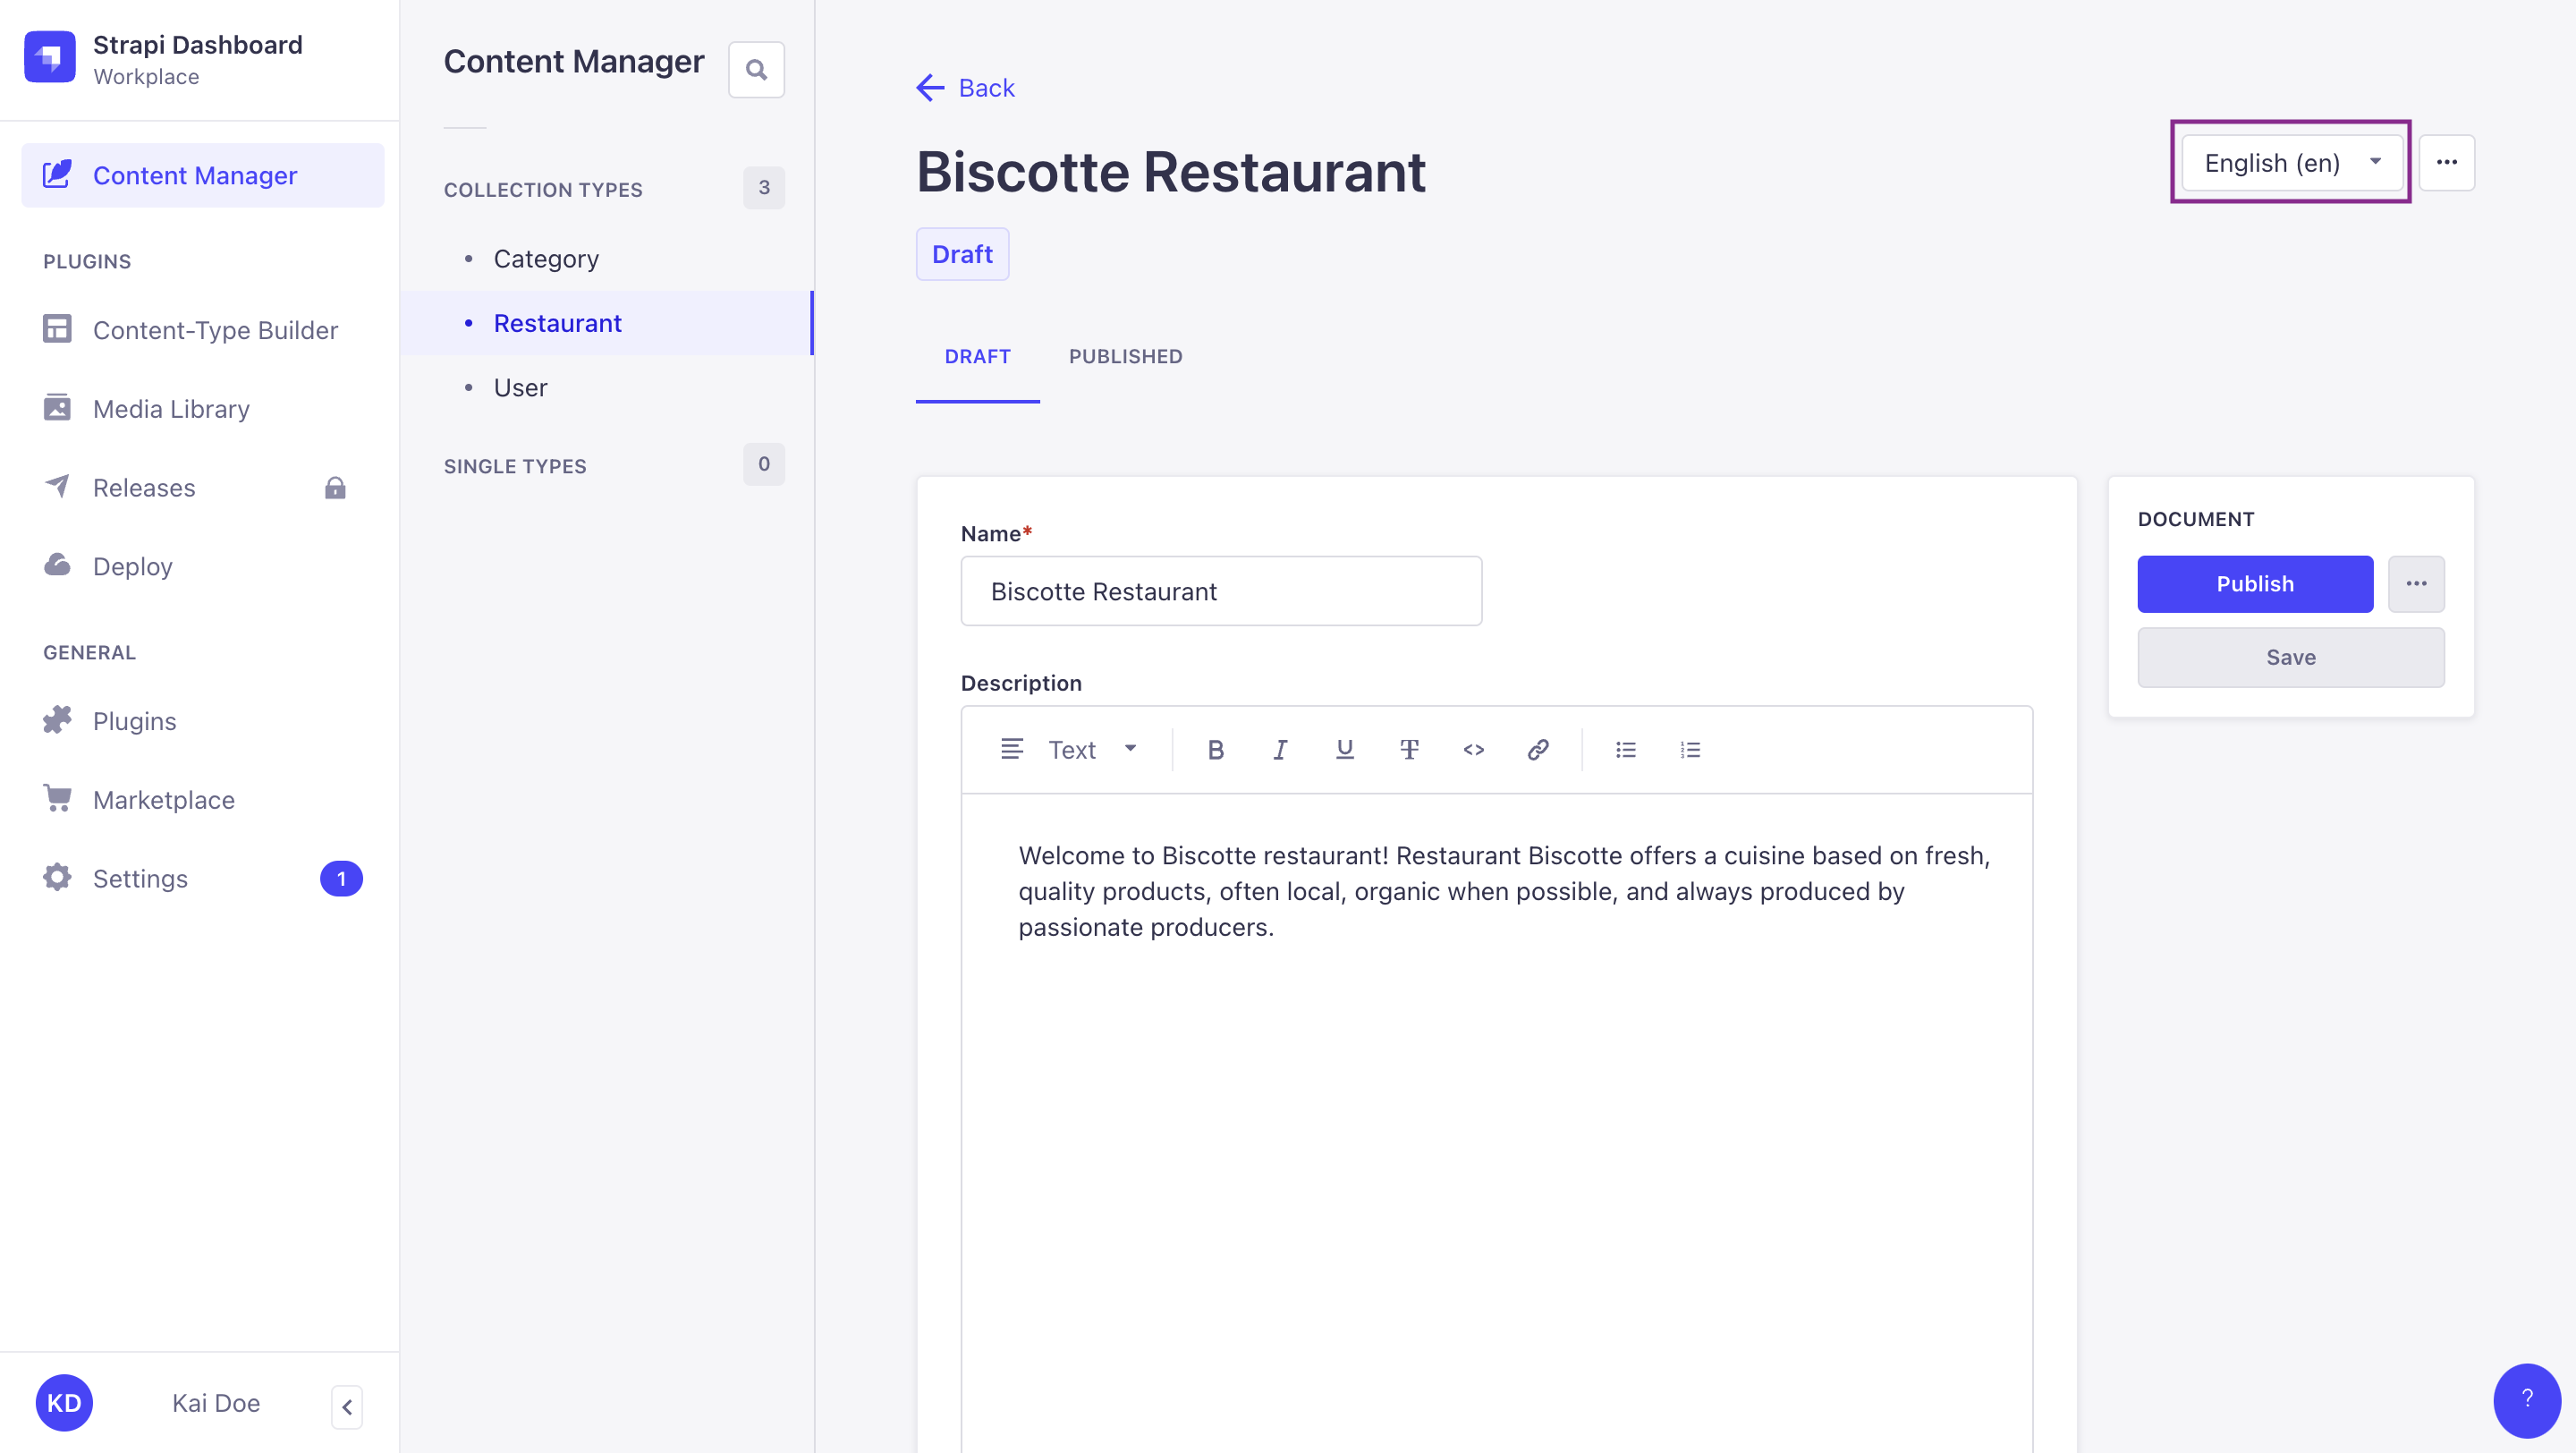 Strapi Dashboard
Workplace
Content Manager
PLUGINS
Content-Type Builder
Media Library
Releases
Deploy
GENERAL
Plugins
Marketplace
Settings
1
KD
Kai Doe
Content Manager
COLLECTION TYPES
3
Category
Restaurant
User
SINGLE TYPES
0
Back
Biscotte Restaurant
English (en)
Draft
DRAFT
PUBLISHED
Name*
Biscotte Restaurant
Description
Text
Welcome to Biscotte restaurant! Restaurant Biscotte offers a cuisine based on fresh,
quality products, often local, organic when possible, and always produced by
passionate producers.
DOCUMENT
Publish
Save
?